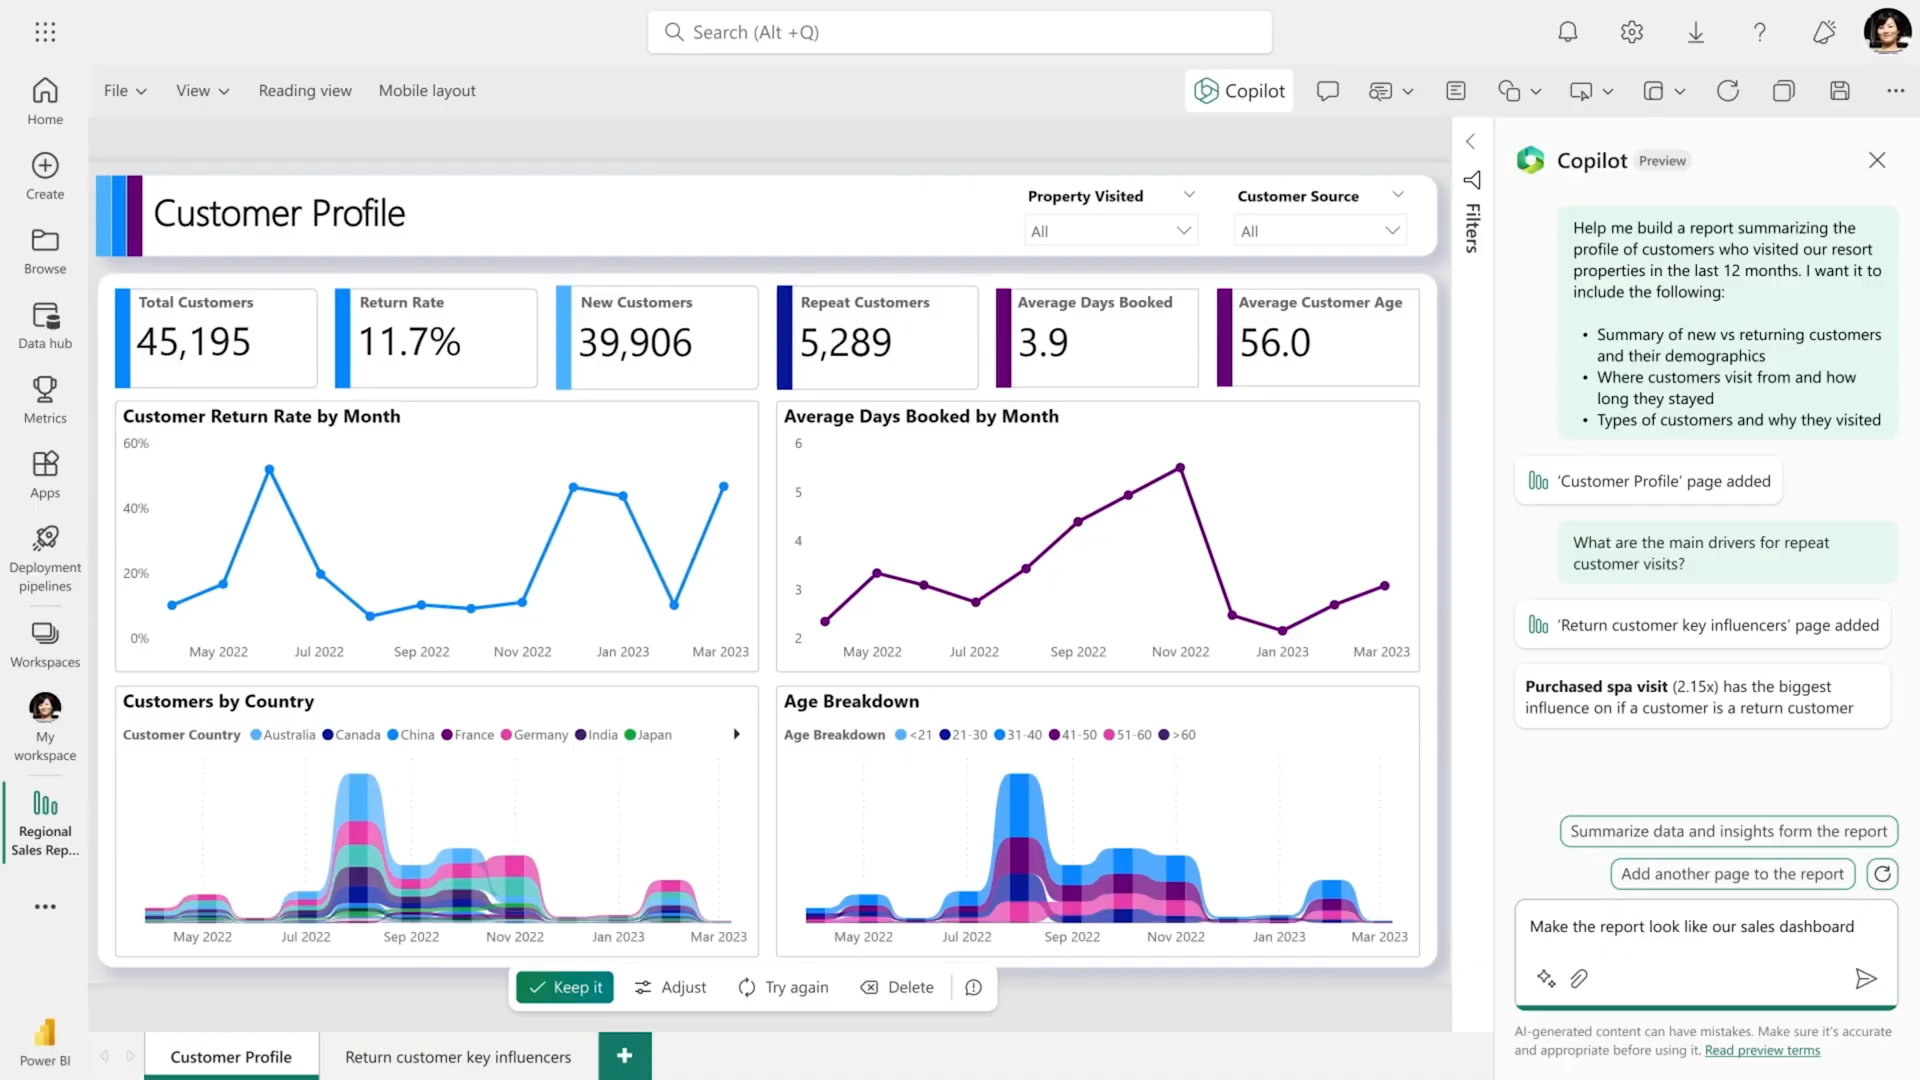 Search (Alt +Q)
File
View
Reading view
Mobile layout
Copilot
Home
Create
Browse
Data hub
Metrics
Apps
Deployment
pipelines
Workspaces
My
workspace
Regional
Sales Rep...
Power BI
Customer Profile
Property Visited
All
Customer Source
All
Filters
Total Customers
45,195
Return Rate
11.7%
New Customers
39,906
Repeat Customers
5,289
Average Days Booked
3.9
Average Customer Age
56.0
Customer Return Rate by Month
60%
40%
20%
0%
May 2022 Jul 2022 Sep 2022 Nov 2022 Jan 2023 Mar 2023
Average Days Booked by Month
6
5
4
3
2
May 2022 Jul 2022 Sep 2022 Nov 2022 Jan 2023 Mar 2023
Customers by Country
Customer Country Australia Canada China France Germany India Japan
May 2022 Jul 2022 Sep 2022 Nov 2022 Jan 2023 Mar 2023
Age Breakdown
Age Breakdown <21 21-30 31-40 41-50 51-60 >60
May 2022 Jul 2022 Sep 2022 Nov 2022 Jan 2023 Mar 2023
Keep it
Adjust
Try again
Delete
Customer Profile
Return customer key influencers
+
Copilot Preview
Help me build a report summarizing the
profile of customers who visited our resort
properties in the last 12 months. I want it to
include the following:
• Summary of new vs returning customers
and their demographics
• Where customers visit from and how
long they stayed
• Types of customers and why they visited
'Customer Profile' page added
What are the main drivers for repeat
customer visits?
'Return customer key influencers' page added
Purchased spa visit (2.15x) has the biggest
influence on if a customer is a return customer
Summarize data and insights form the report
Add another page to the report
Make the report look like our sales dashboard
AI-generated content can have mistakes. Make sure it's accurate
and appropriate before using it. Read preview terms